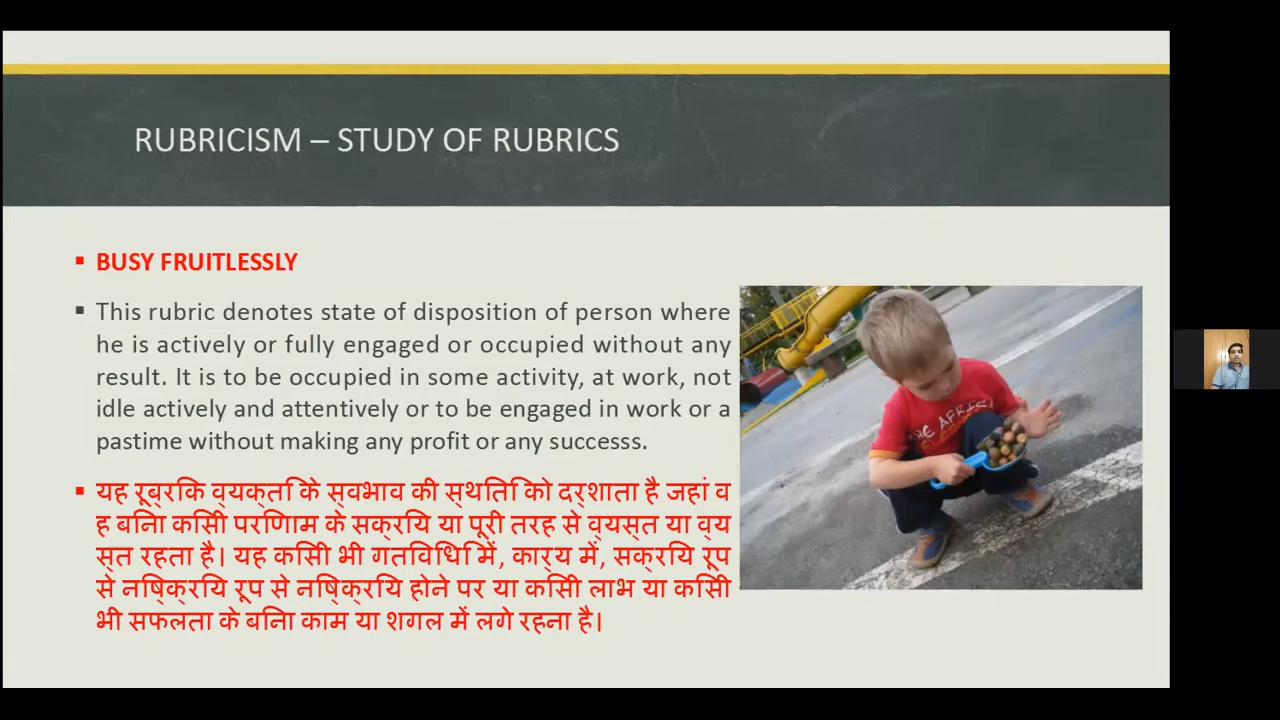 RUBRICISM – STUDY OF RUBRICS
▪ BUSY FRUITLESSLY
▪ This rubric denotes state of disposition of person where
he is actively or fully engaged or occupied without any
result. It is to be occupied in some activity, at work, not
idle actively and attentively or to be engaged in work or a
pastime without making any profit or any successs.
▪ यह रूब्रिक व्यक्ति के स्वभाव की स्थिति को दर्शाता है जहां व
ह बिना किसी परिणाम के सक्रिय या पूरी तरह से व्यस्त या व्य
स्त रहता है। यह किसी भी गतिविधि में, कार्य में, सक्रिय रूप
से निष्क्रिय रूप से निष्क्रिय होने पर या किसी लाभ या किसी
भी सफलता के बिना काम या शगल में लगे रहना है।